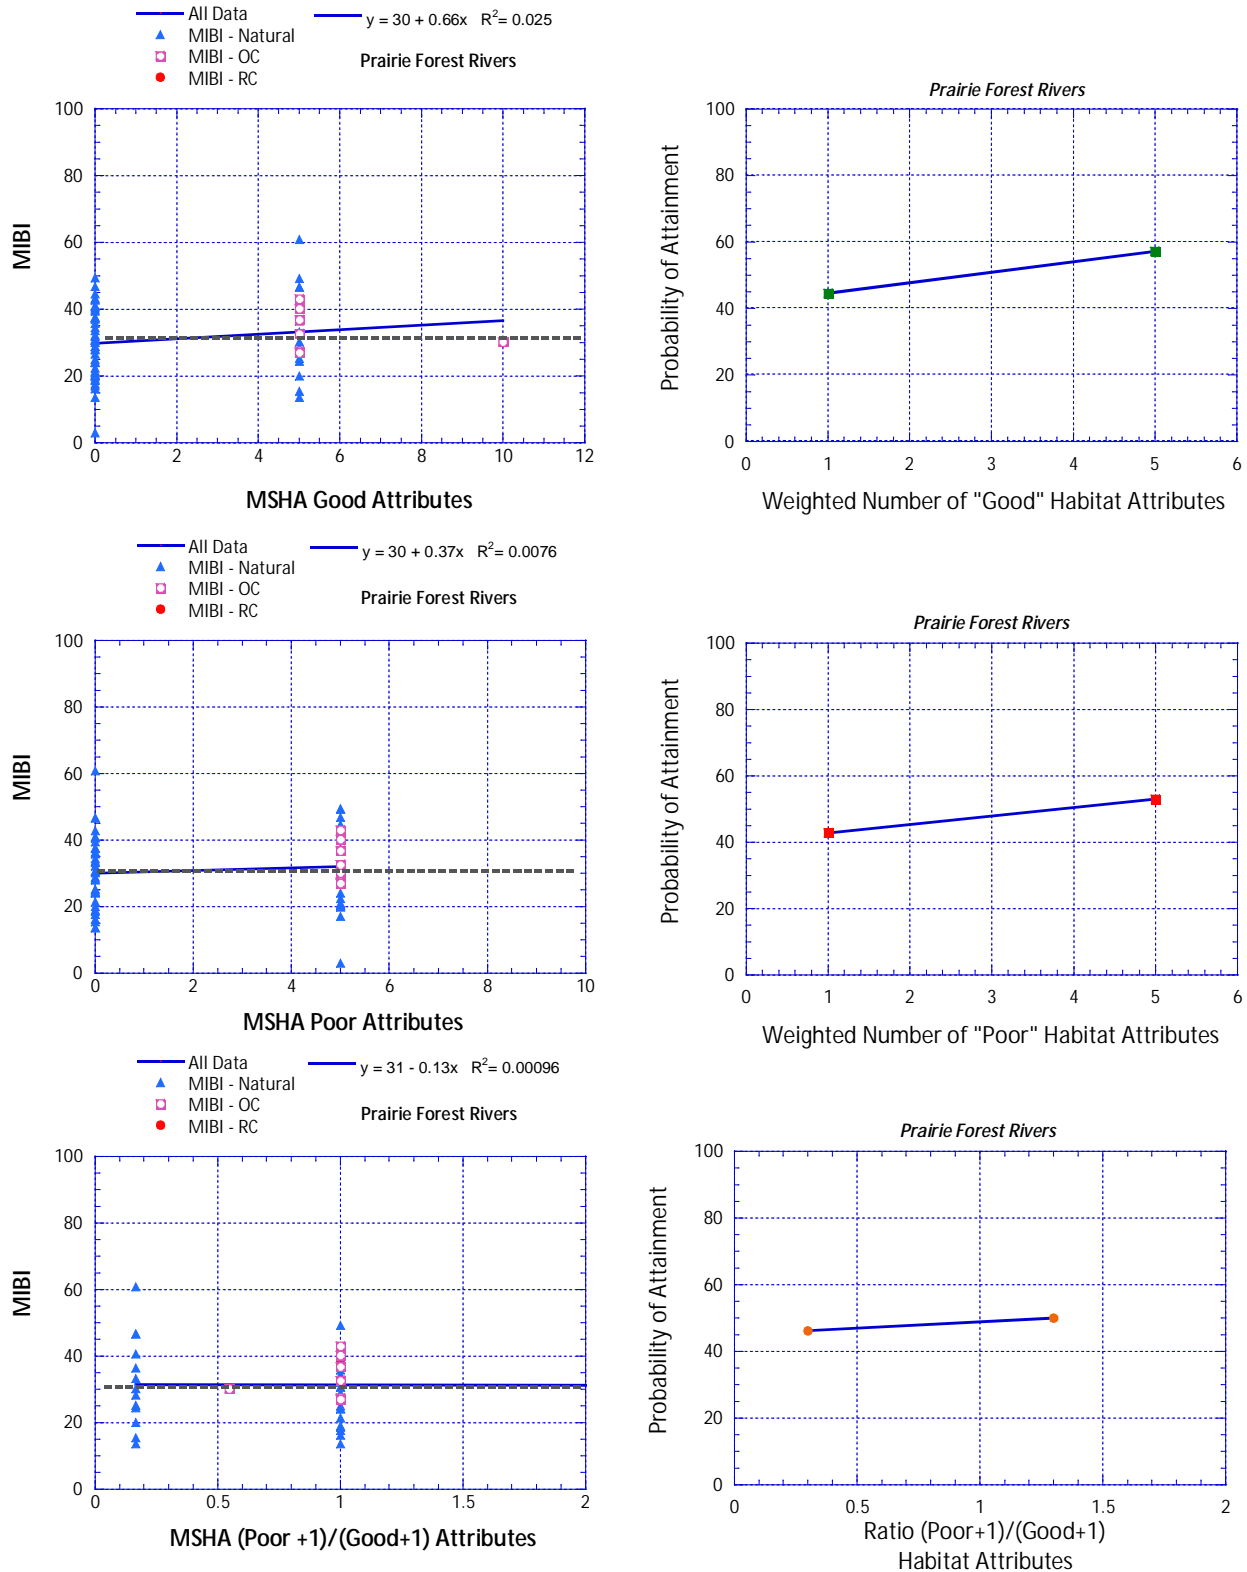 All Data
y = 30 + 0.66x R²= 0.025
MIBI - Natural
MIBI - OC
MIBI - RC
Prairie Forest Rivers
MIBI
100
80
60
40
20
0
0 2 4 6 8 10 12
MSHA Good Attributes
Prairie Forest Rivers
Probability of Attainment
100
80
60
40
20
0
0 1 2 3 4 5 6
Weighted Number of "Good" Habitat Attributes
All Data
y = 30 + 0.37x R²= 0.0076
MIBI - Natural
MIBI - OC
MIBI - RC
Prairie Forest Rivers
MIBI
100
80
60
40
20
0
0 2 4 6 8 10
MSHA Poor Attributes
Prairie Forest Rivers
Probability of Attainment
100
80
60
40
20
0
0 1 2 3 4 5 6
Weighted Number of "Poor" Habitat Attributes
All Data
y = 31 - 0.13x R²= 0.00096
MIBI - Natural
MIBI - OC
MIBI - RC
Prairie Forest Rivers
MIBI
100
80
60
40
20
0
0 0.5 1 1.5 2
MSHA (Poor +1)/(Good+1) Attributes
Prairie Forest Rivers
Probability of Attainment
100
80
60
40
20
0
0 0.5 1 1.5 2
Ratio (Poor+1)/(Good+1)
Habitat Attributes